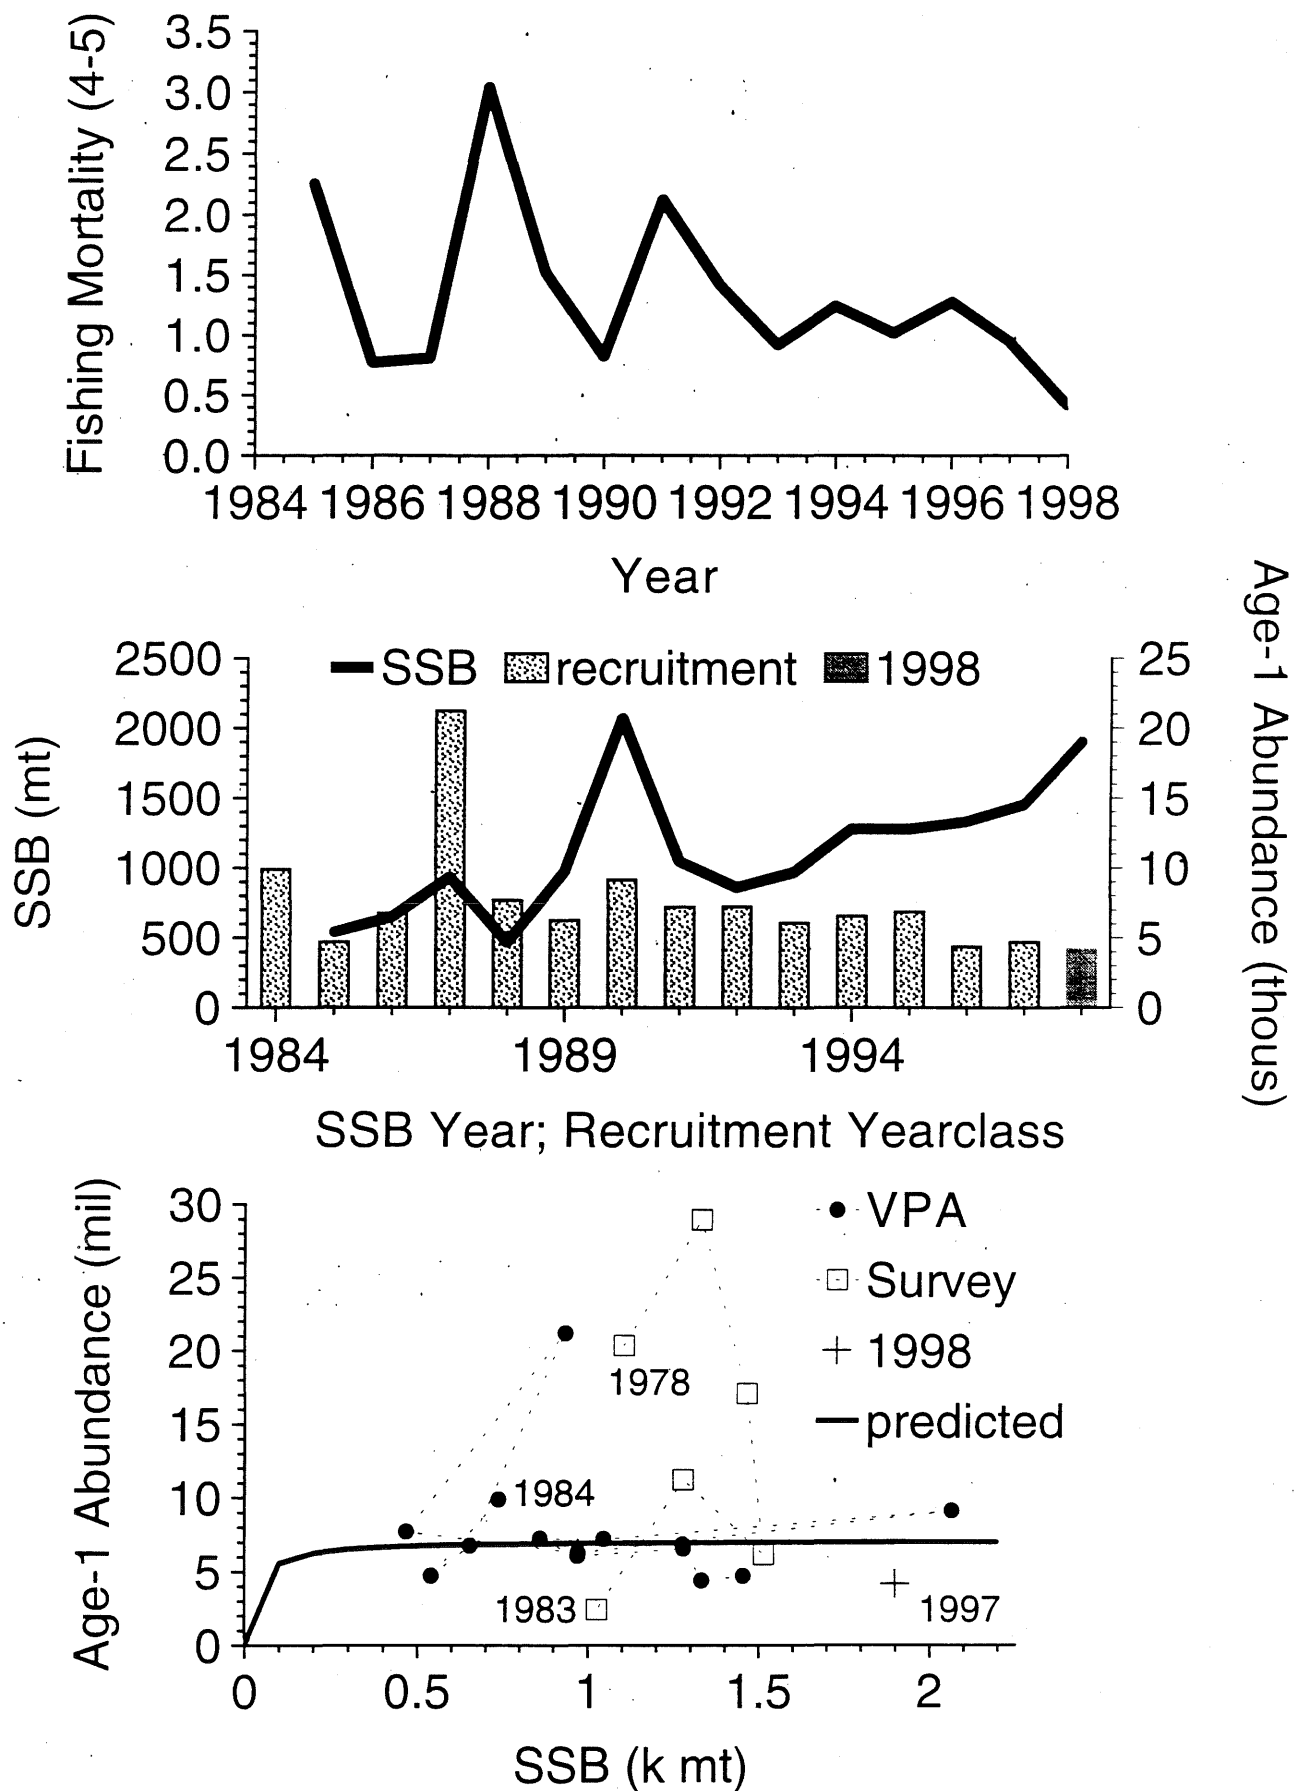 Fishing Mortality (4-5)
3.5
3.0
2.5
2.0
1.5
1.0
0.5
0.0
1984 1986 1988 1990 1992 1994 1996 1998
Year
SSB (mt)
2500
2000
1500
1000
500
0
SSB recruitment 1998
25
20
15
10
5
0
Age-1 Abundance (thous)
1984 1989 1994
SSB Year; Recruitment Yearclass
Age-1 Abundance (mil)
30
25
20
15
10
5
0
VPA
Survey
1998
predicted
1978
1984
1983
1997
0 0.5 1 1.5 2
SSB (k mt)